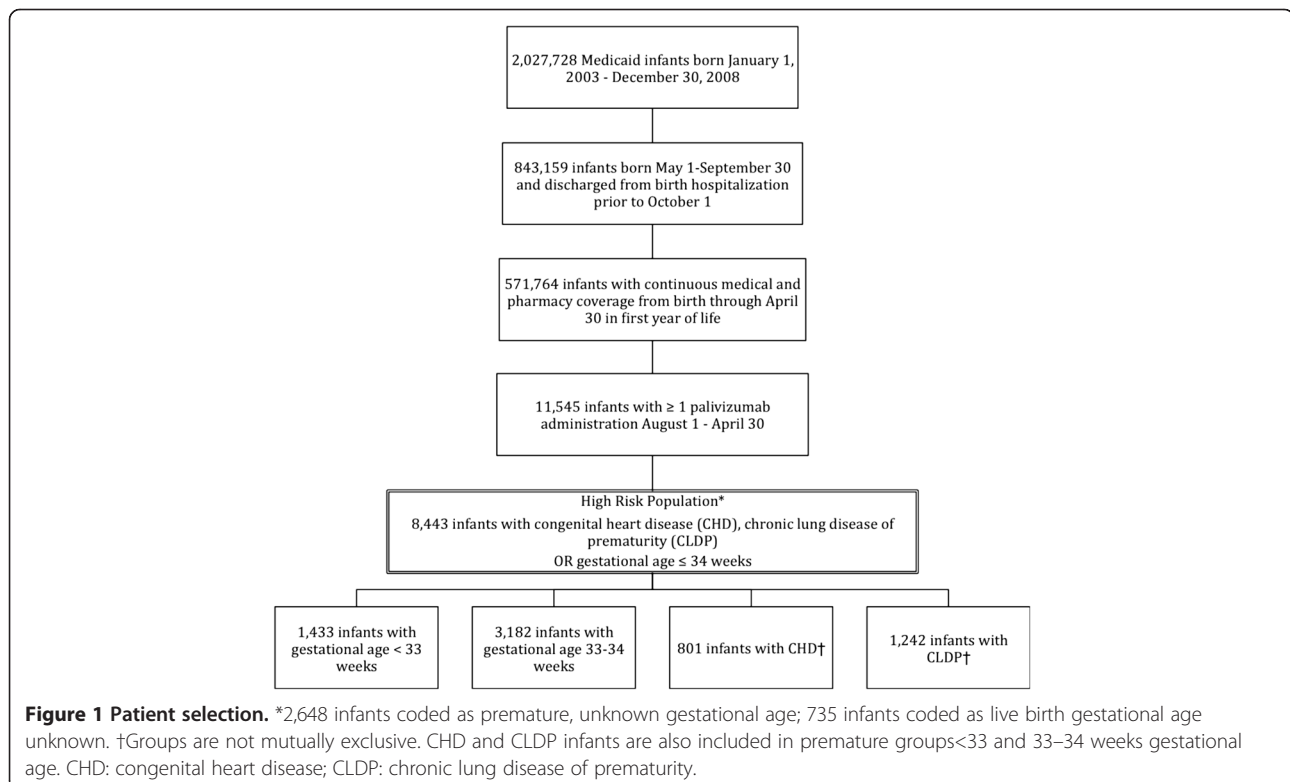 2,027,728 Medicaid infants born January 1,
2003 - December 30, 2008
843,159 infants born May 1-September 30
and discharged from birth hospitalization
prior to October 1
571,764 infants with continuous medical and
pharmacy coverage from birth through April
30 in first year of life
11,545 infants with ≥ 1 palivizumab
administration August 1 - April 30
High Risk Population*
8,443 infants with congenital heart disease (CHD), chronic lung disease of
prematurity (CLDP)
OR gestational age ≤ 34 weeks
1,433 infants with
gestational age < 33
weeks
3,182 infants with
gestational age 33-34
weeks
801 infants with CHD†
1,242 infants with
CLDP†
Figure 1 Patient selection. *2,648 infants coded as premature, unknown gestational age; 735 infants coded as live birth gestational age
unknown. †Groups are not mutually exclusive. CHD and CLDP infants are also included in premature groups<33 and 33–34 weeks gestational
age. CHD: congenital heart disease; CLDP: chronic lung disease of prematurity.